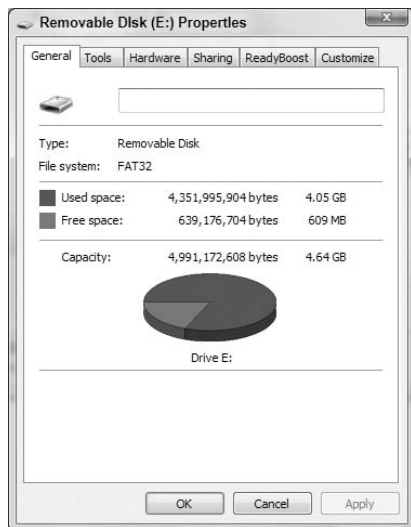 Removable Disk (E:) Properties
x
General Tools Hardware Sharing ReadyBoost Customize
Type: Removable Disk
File system: FAT32
Used space: 4,351,995,904 bytes 4.05 GB
Free space: 639,176,704 bytes 609 MB
Capacity: 4,991,172,608 bytes 4.64 GB
Drive E:
OK Cancel Apply